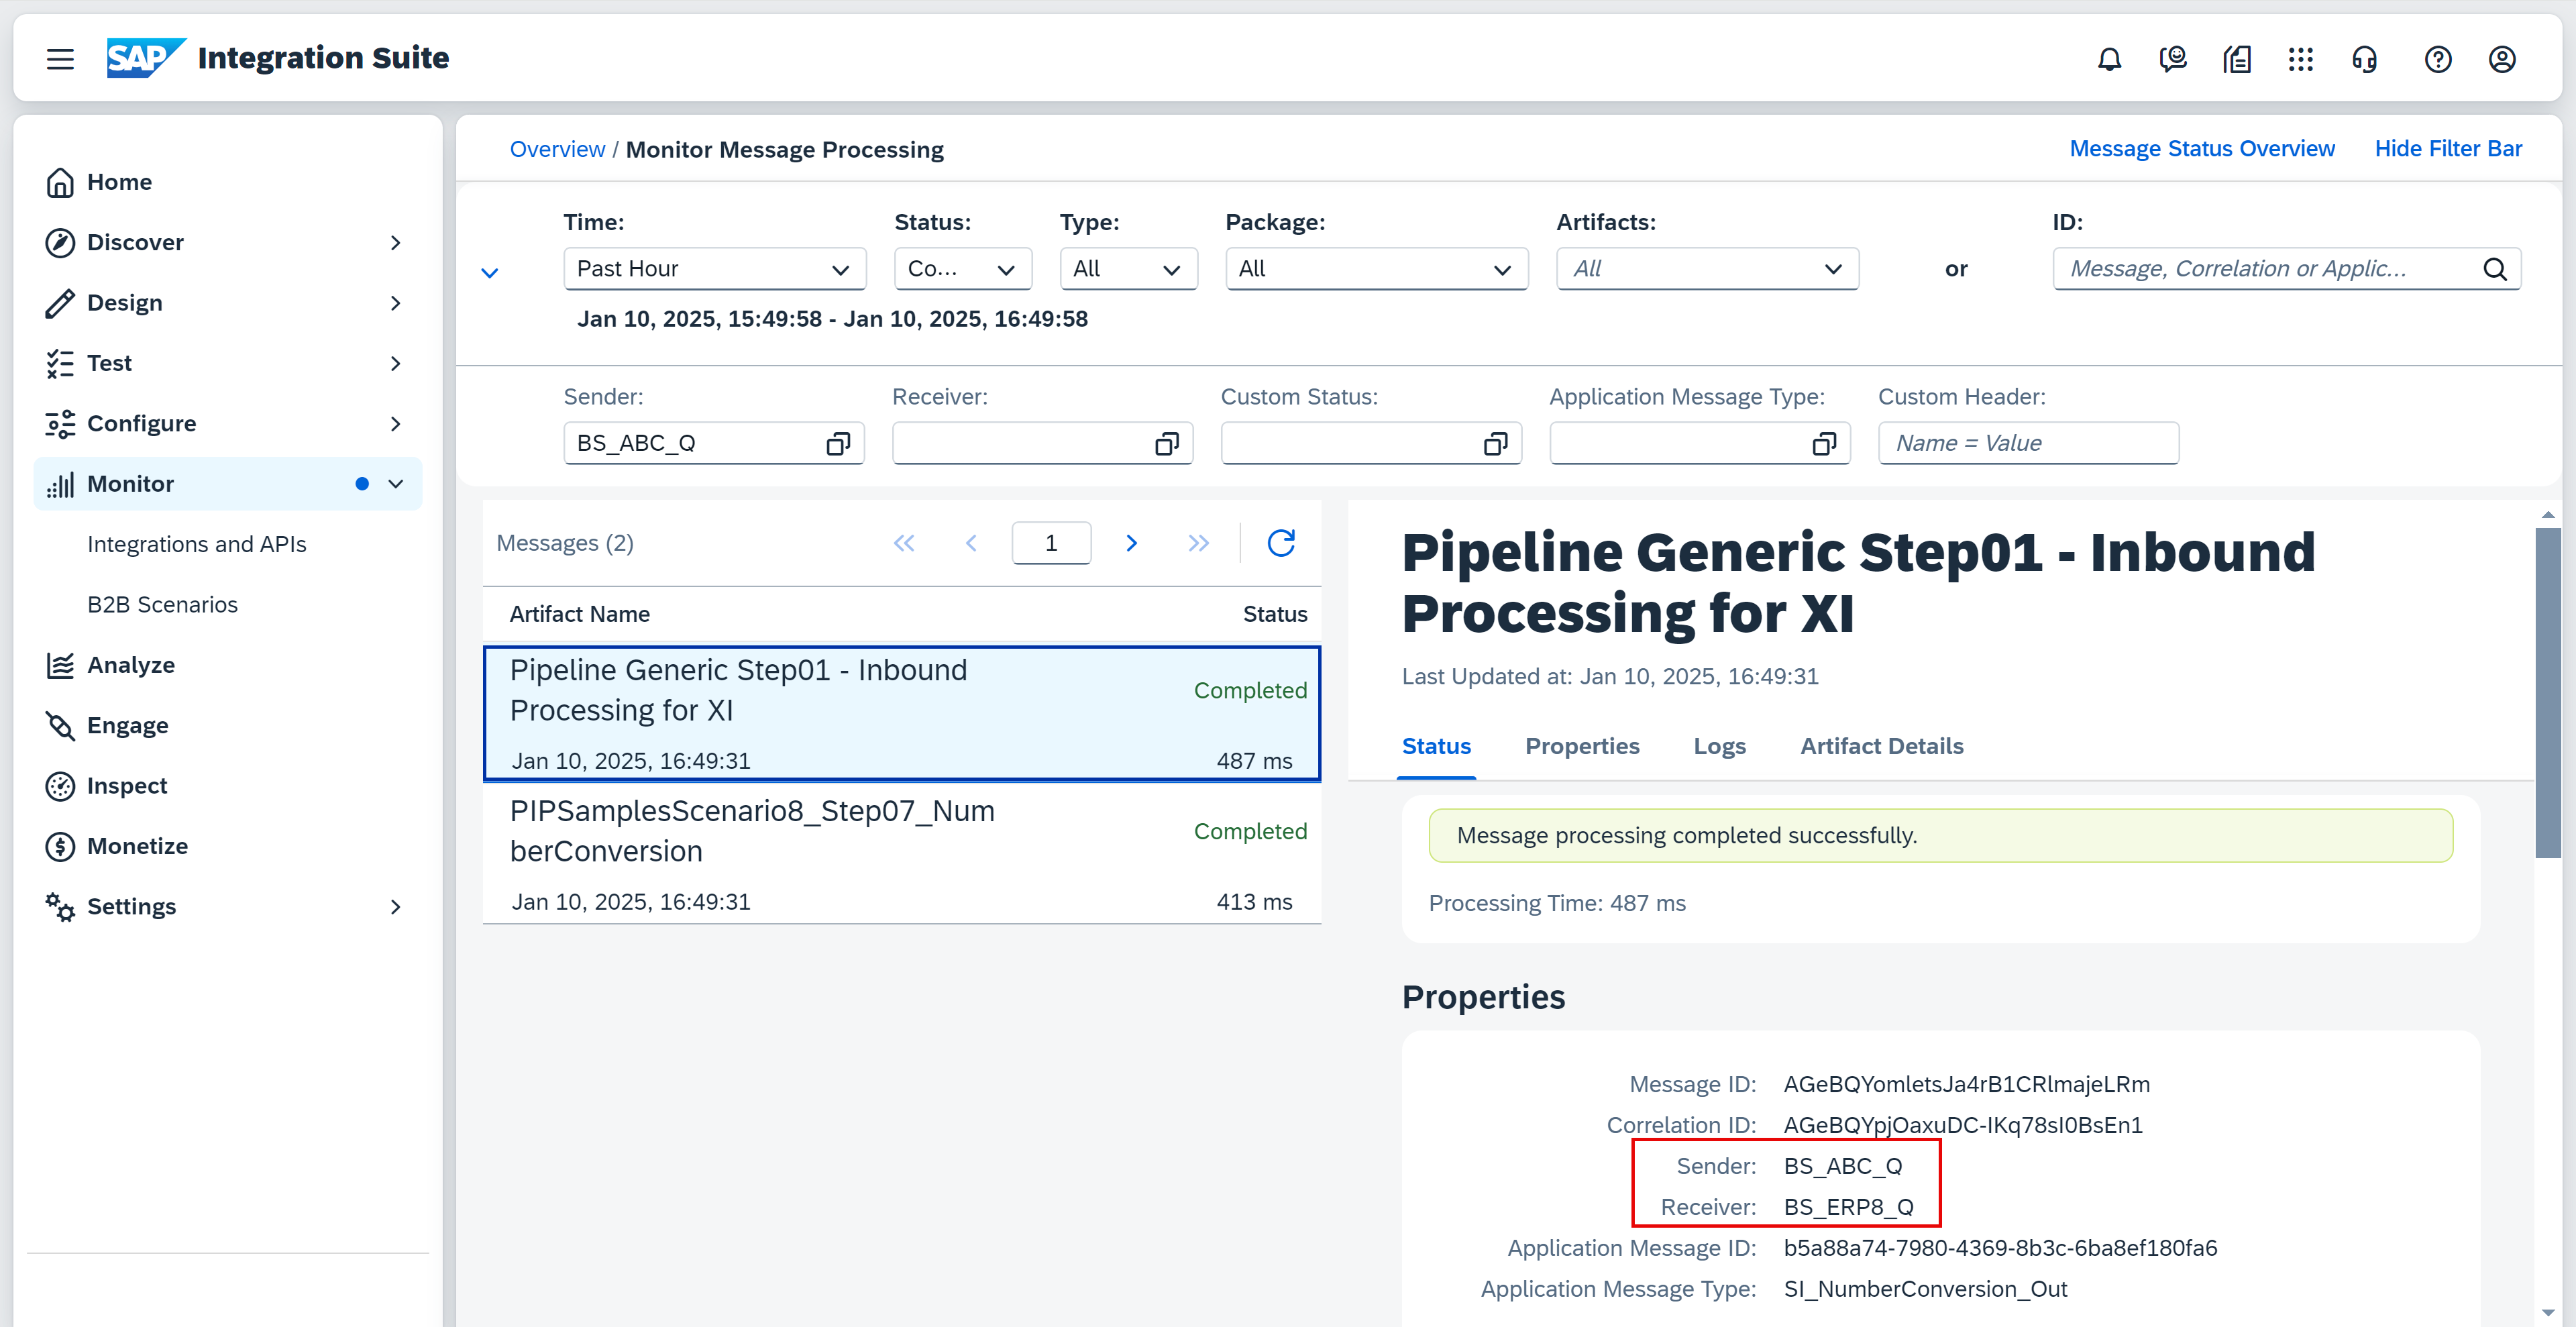 SAP Integration Suite
Home
Discover
Design
Test
Configure
Monitor
Integrations and APIs
B2B Scenarios
Analyze
Engage
Inspect
Monetize
Settings
Overview / Monitor Message Processing
Message Status Overview Hide Filter Bar
Time: Status: Type: Package: Artifacts: ID:
Past Hour Co... All All All or Message, Correlation or Applic...
Jan 10, 2025, 15:49:58 - Jan 10, 2025, 16:49:58
Sender: Receiver: Custom Status: Application Message Type: Custom Header:
BS_ABC_Q Name = Value
Messages (2) 1
Artifact Name Status
Pipeline Generic Step01 - Inbound
Processing for XI
Completed
Jan 10, 2025, 16:49:31 487 ms
PIPSamplesScenario8_Step07_Num
berConversion
Completed
Jan 10, 2025, 16:49:31 413 ms
Pipeline Generic Step01 - Inbound
Processing for XI
Last Updated at: Jan 10, 2025, 16:49:31
Status Properties Logs Artifact Details
Message processing completed successfully.
Processing Time: 487 ms
Properties
Message ID: AGeBQYomletsJa4rB1CRlmajeLRm
Correlation ID: AGeBQYpjOaxuDC-IKq78sI0BsEn1
Sender: BS_ABC_Q
Receiver: BS_ERP8_Q
Application Message ID: b5a88a74-7980-4369-8b3c-6ba8ef180fa6
Application Message Type: SI_NumberConversion_Out